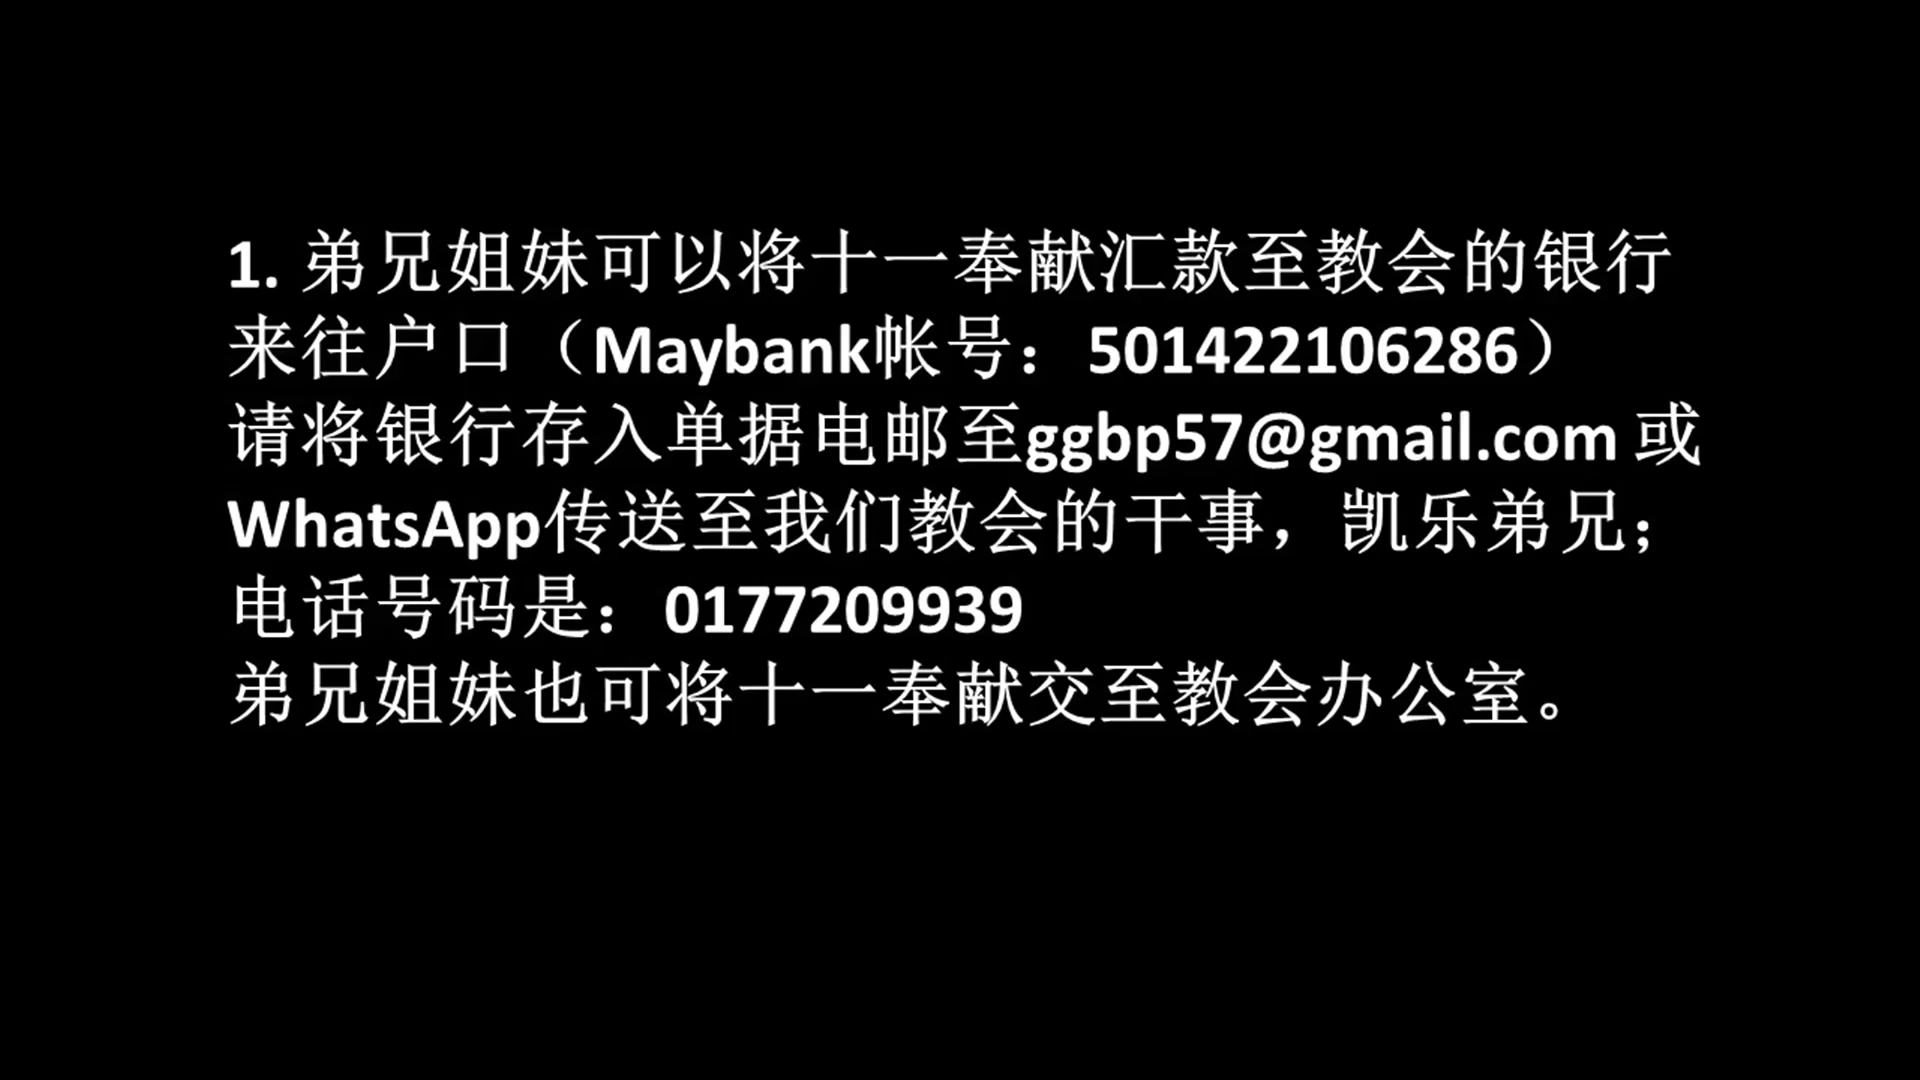 1. 弟兄姐妹可以将十一奉献汇款至教会的银行
来往户口（Maybank帐号：501422106286）
请将银行存入单据电邮至ggbp57@gmail.com 或
WhatsApp传送至我们教会的干事，凯乐弟兄；
电话号码是：0177209939
弟兄姐妹也可将十一奉献交至教会办公室。